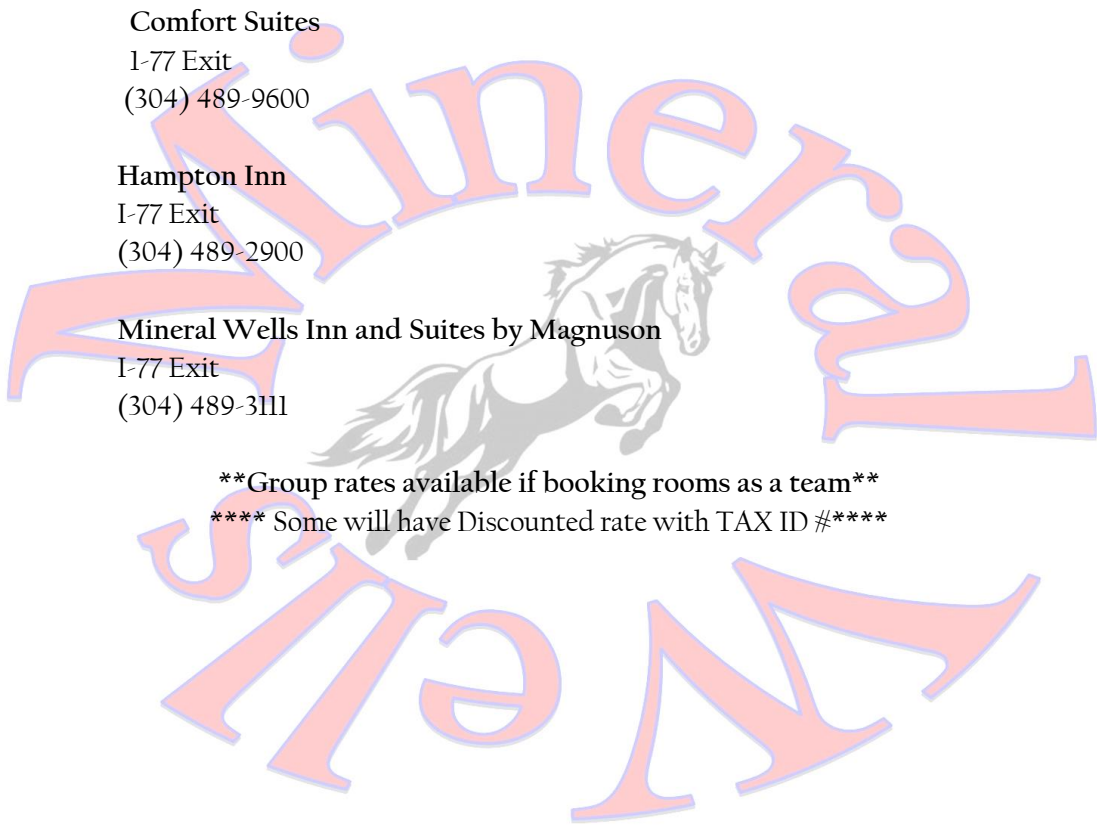 Comfort Suites
1-77 Exit
(304) 489-9600
Hampton Inn
I-77 Exit
(304) 489-2900
Mineral Wells Inn and Suites by Magnuson
I-77 Exit
(304) 489-3111
**Group rates available if booking rooms as a team**
**** Some will have Discounted rate with TAX ID #****
Mineral
Wells